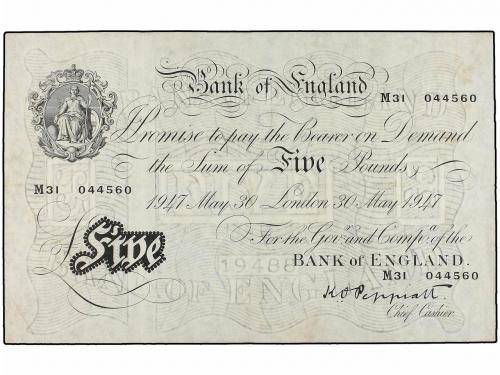 Bank of England
M31 044560
I Promise to pay the Bearer on Demand
the Sum of Five Pounds
M31 044560
1947 May 30 London 30 May 1947
For the Gov.r and Comp.a of the
£Five
BANK OF ENGLAND.
M31 044560
K O Peppiatt
Chief Cashier.